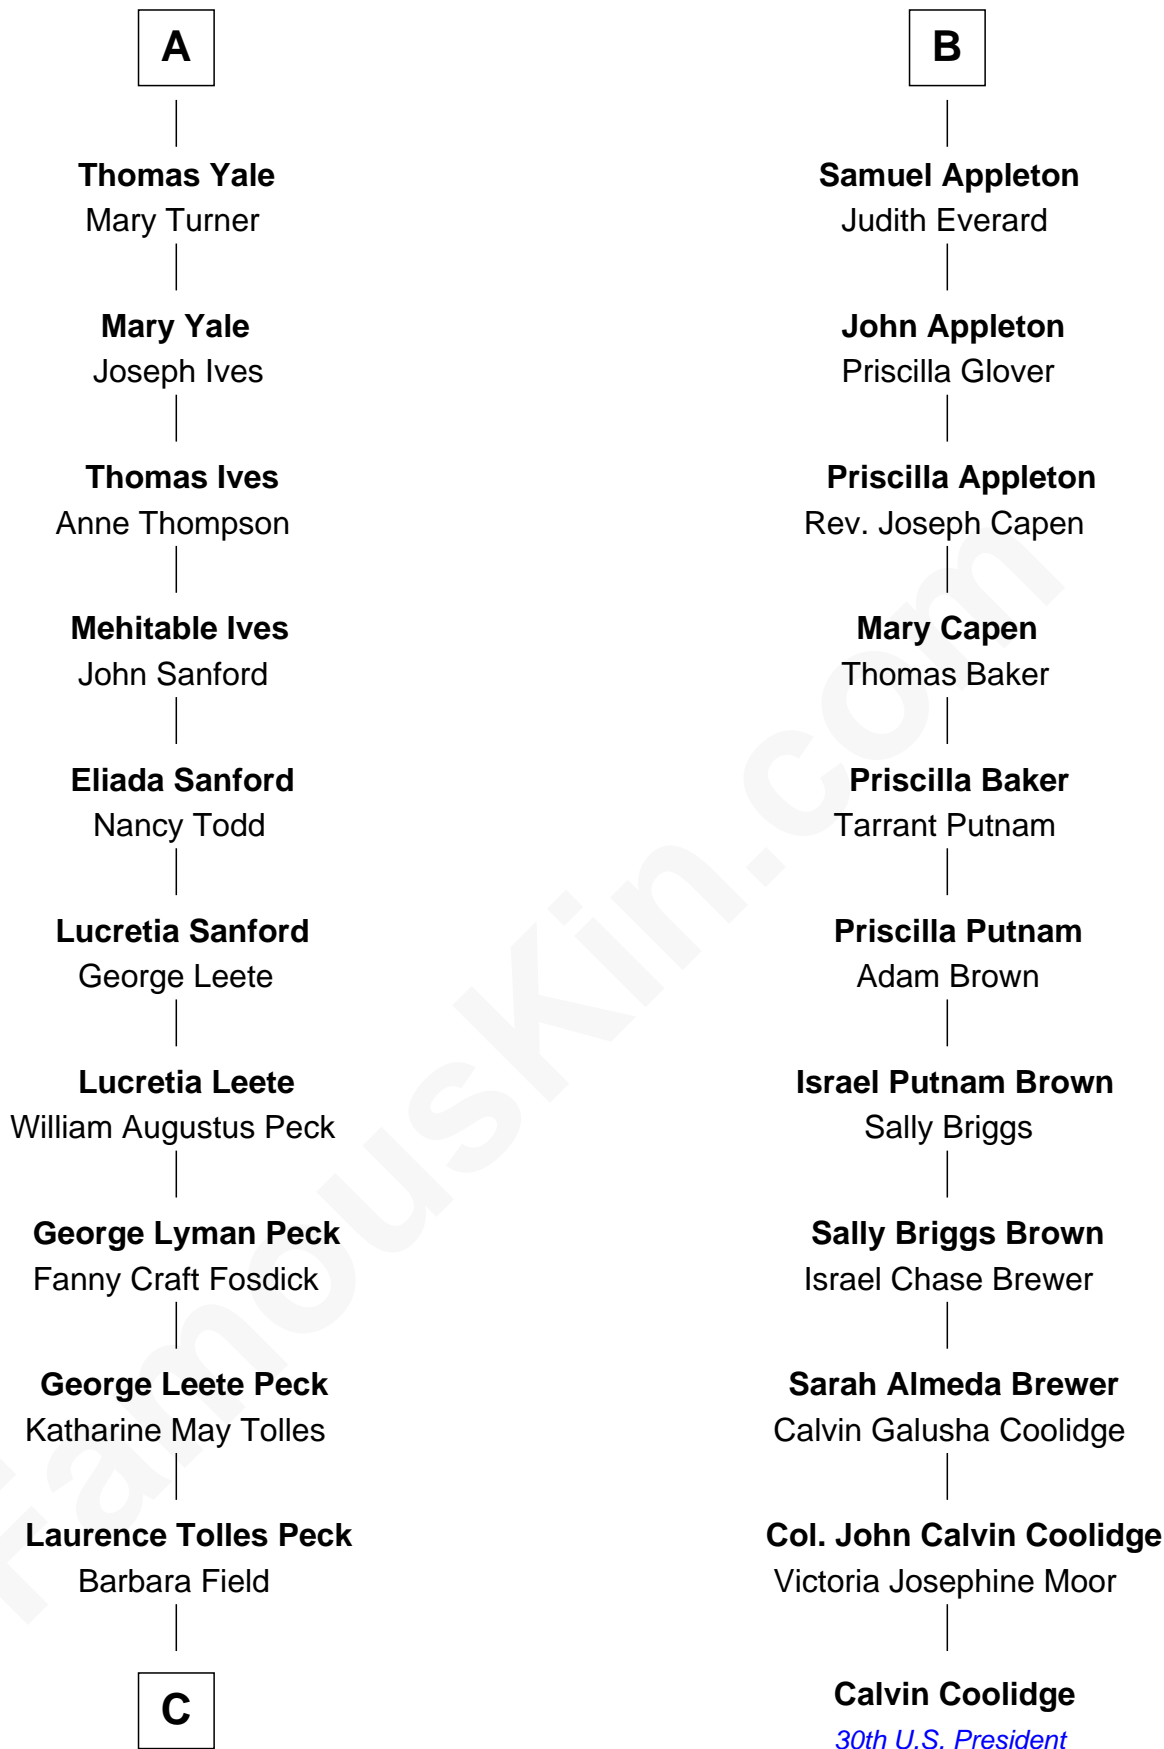 A
Thomas Yale
Mary Turner
Mary Yale
Joseph Ives
Thomas Ives
Anne Thompson
Mehitable Ives
John Sanford
Eliada Sanford
Nancy Todd
Lucretia Sanford
George Leete
Lucretia Leete
William Augustus Peck
George Lyman Peck
Fanny Craft Fosdick
George Leete Peck
Katharine May Tolles
Laurence Tolles Peck
Barbara Field
C
B
Samuel Appleton
Judith Everard
John Appleton
Priscilla Glover
Priscilla Appleton
Rev. Joseph Capen
Mary Capen
Thomas Baker
Priscilla Baker
Tarrant Putnam
Priscilla Putnam
Adam Brown
Israel Putnam Brown
Sally Briggs
Sally Briggs Brown
Israel Chase Brewer
Sarah Almeda Brewer
Calvin Galusha Coolidge
Col. John Calvin Coolidge
Victoria Josephine Moor
Calvin Coolidge
30th U.S. President
FamousKin.com